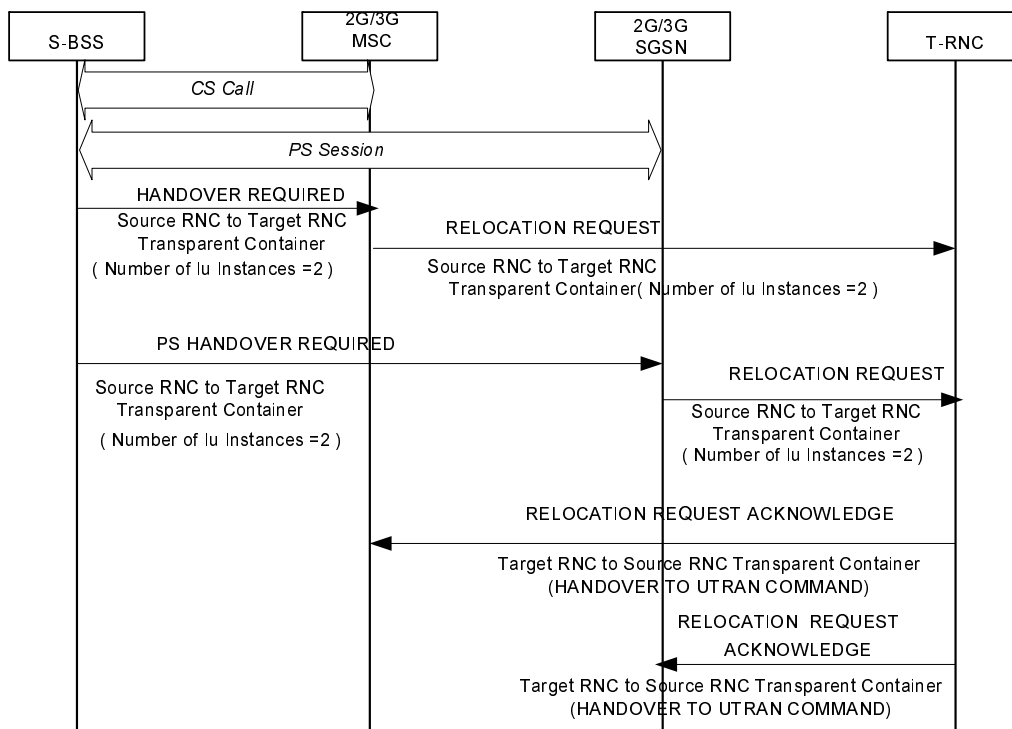 S-BSS
2G/3G
MSC
2G/3G
SGSN
T-RNC
CS Call
PS Session
HANDOVER REQUIRED
Source RNC to Target RNC
Transparent Container
( Number of Iu Instances =2 )
RELOCATION REQUEST
Source RNC to Target RNC
Transparent Container( Number of Iu Instances =2 )
PS HANDOVER REQUIRED
Source RNC to Target RNC
Transparent Container
( Number of Iu Instances =2 )
RELOCATION REQUEST
Source RNC to Target RNC
Transparent Container
( Number of Iu Instances =2 )
RELOCATION REQUEST ACKNOWLEDGE
Target RNC to Source RNC Transparent Container
(HANDOVER TO UTRAN COMMAND)
RELOCATION REQUEST
ACKNOWLEDGE
Target RNC to Source RNC Transparent Container
(HANDOVER TO UTRAN COMMAND)